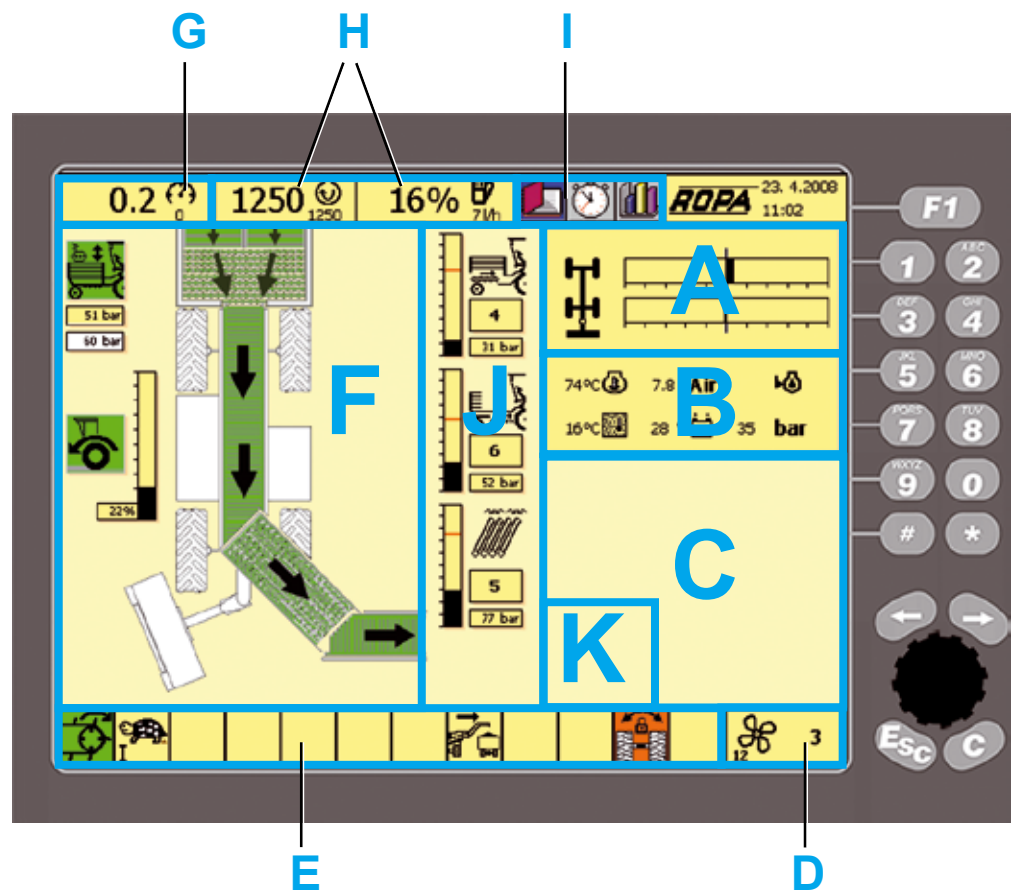 G H I
0.2 0
1250 1250
16% 7 l/h
ROPA 23. 4.2008
11:02
F1
1 ABC 2
DEF 3 GHI 4
JKL 5 MNO 6
PQRS 7 TUV 8
WXYZ 9 0
# *
ESC C
51 bar
60 bar
22%
F
4
31 bar
J
6
52 bar
5
77 bar
A
74°C 7.8 Air
B
16°C 28 35 bar
C
K
I
12 3
E D